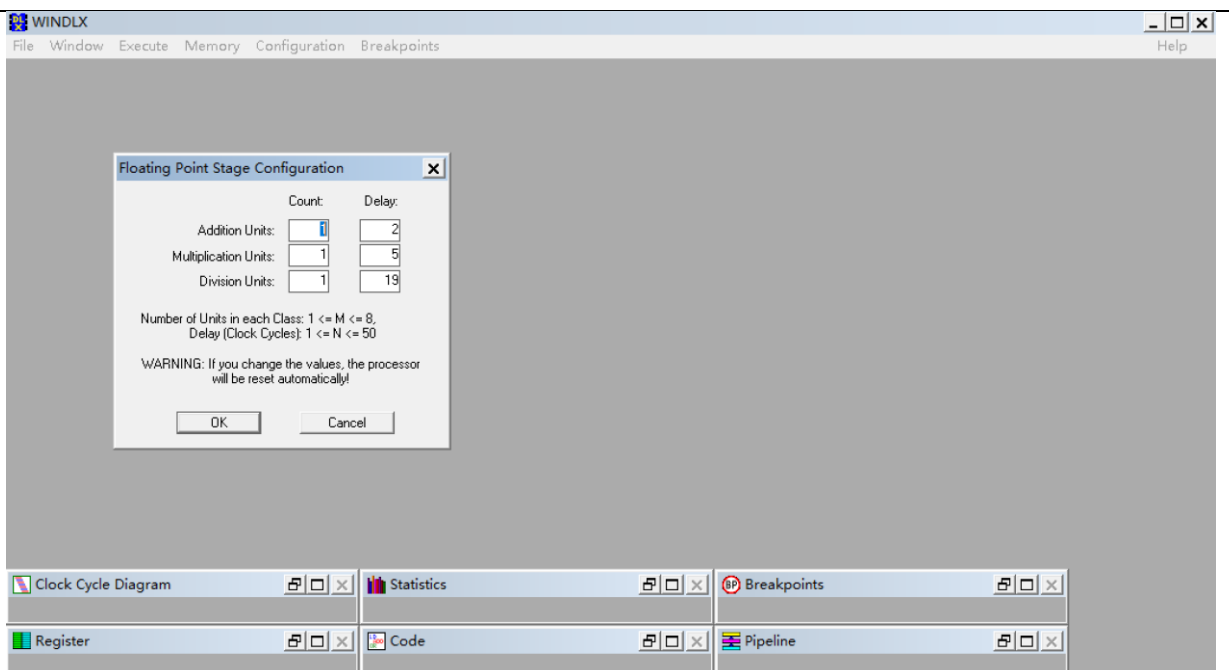 WINDLX
File Window Execute Memory Configuration Breakpoints Help
Floating Point Stage Configuration
Count: Delay:
Addition Units: 1 2
Multiplication Units: 1 5
Division Units: 1 19
Number of Units in each Class: 1 <= M <= 8,
Delay (Clock Cycles): 1 <= N <= 50
WARNING: If you change the values, the processor
will be reset automatically!
OK Cancel
Clock Cycle Diagram Statistics Breakpoints
Register Code Pipeline